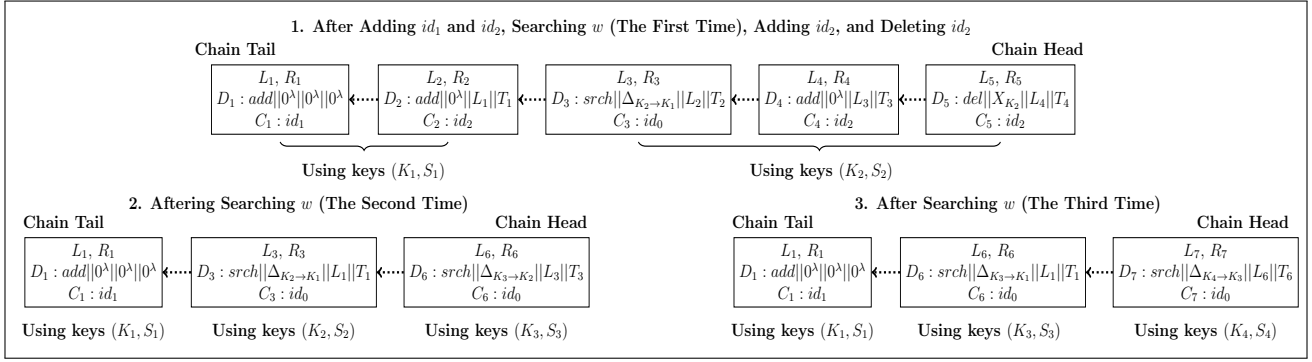 1. After Adding id₁ and id₂, Searching w (The First Time), Adding id₂, and Deleting id₂
Chain Tail
Chain Head
L₁, R₁
D₁ : add||0^λ||0^λ||0^λ
C₁ : id₁
L₂, R₂
D₂ : add||0^λ||L₁||T₁
C₂ : id₂
L₃, R₃
D₃ : srch||Δ_{K₂→K₁}||L₂||T₂
C₃ : id₀
L₄, R₄
D₄ : add||0^λ||L₃||T₃
C₄ : id₂
L₅, R₅
D₅ : del||X_{K₂}||L₄||T₄
C₅ : id₂
Using keys (K₁, S₁)
Using keys (K₂, S₂)
2. Aftering Searching w (The Second Time)
Chain Tail
Chain Head
L₁, R₁
D₁ : add||0^λ||0^λ||0^λ
C₁ : id₁
L₃, R₃
D₃ : srch||Δ_{K₂→K₁}||L₁||T₁
C₃ : id₀
L₆, R₆
D₆ : srch||Δ_{K₃→K₂}||L₃||T₃
C₆ : id₀
Using keys (K₁, S₁)
Using keys (K₂, S₂)
Using keys (K₃, S₃)
3. After Searching w (The Third Time)
Chain Tail
Chain Head
L₁, R₁
D₁ : add||0^λ||0^λ||0^λ
C₁ : id₁
L₆, R₆
D₆ : srch||Δ_{K₃→K₁}||L₁||T₁
C₆ : id₀
L₇, R₇
D₇ : srch||Δ_{K₄→K₃}||L₆||T₆
C₇ : id₀
Using keys (K₁, S₁)
Using keys (K₃, S₃)
Using keys (K₄, S₄)